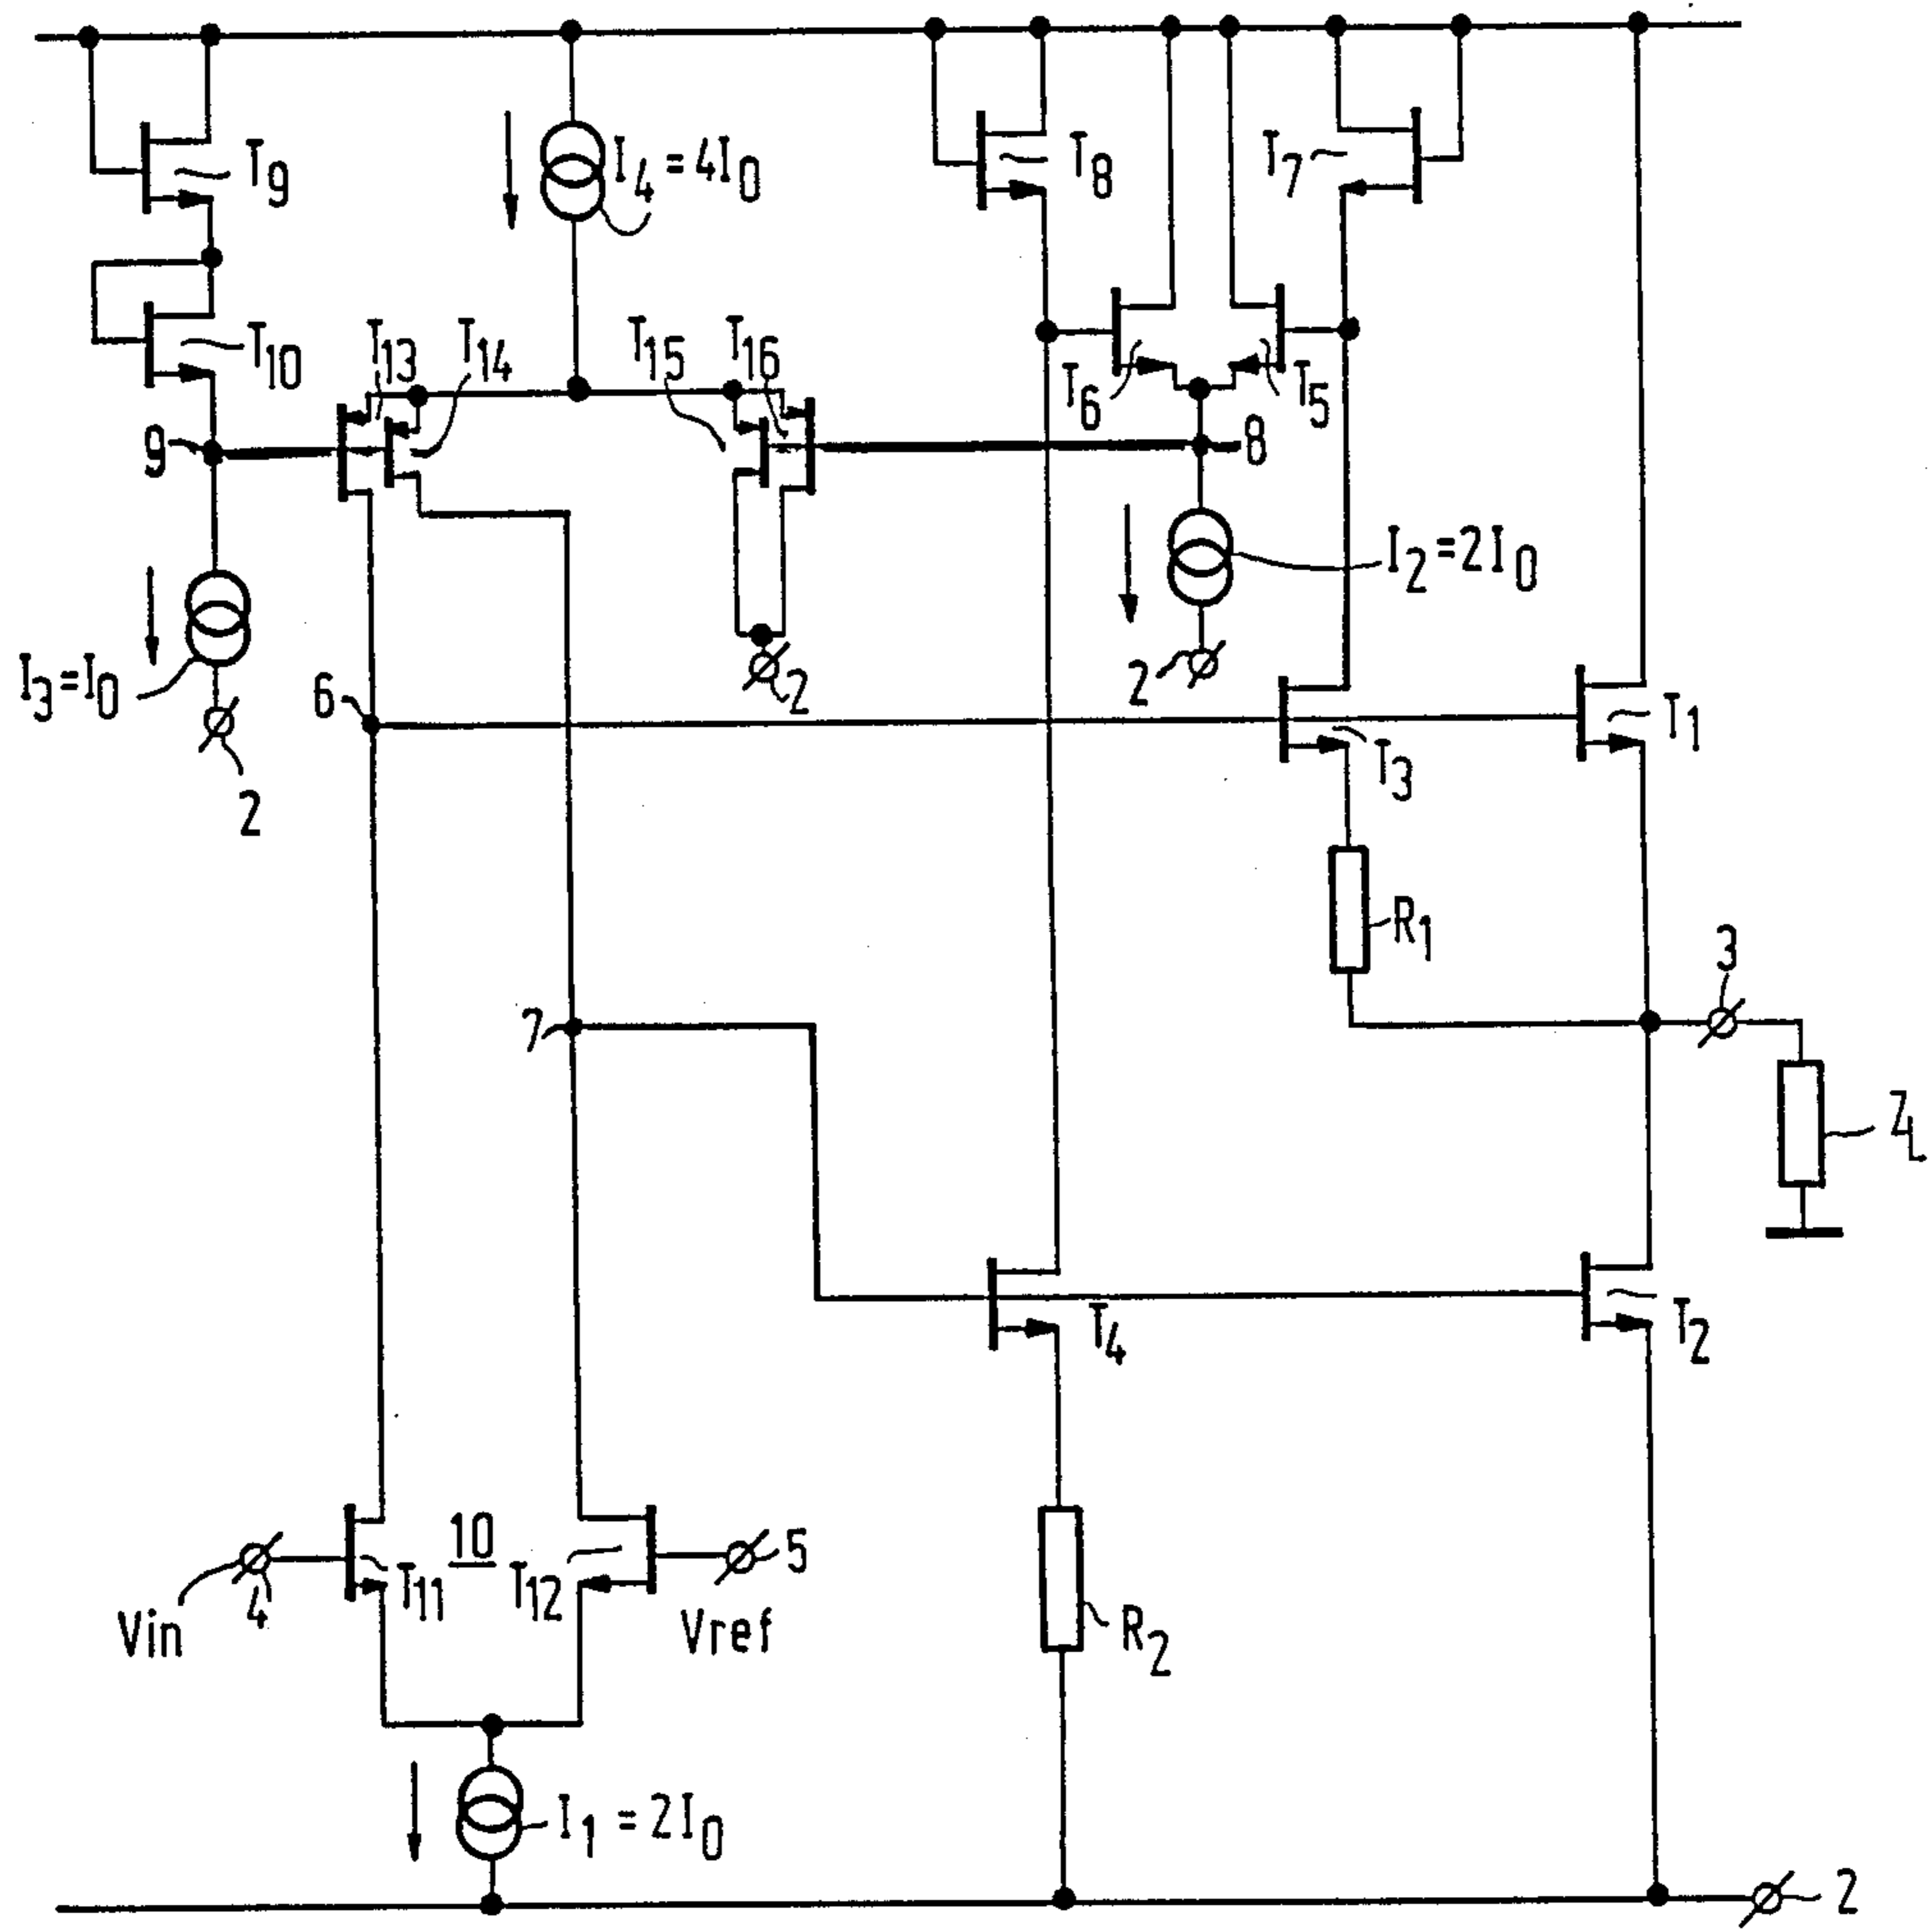 T9
I4 = 4I0
T8
T7
T10
T13
T14
T15
T16
T6
T5
9
8
I2 = 2I0
I3 = I0
2
2
2
6
T1
T3
R1
3
7
ZL
T4
T2
10
5
T11
T12
4
Vin
Vref
R2
I1 = 2I0
2